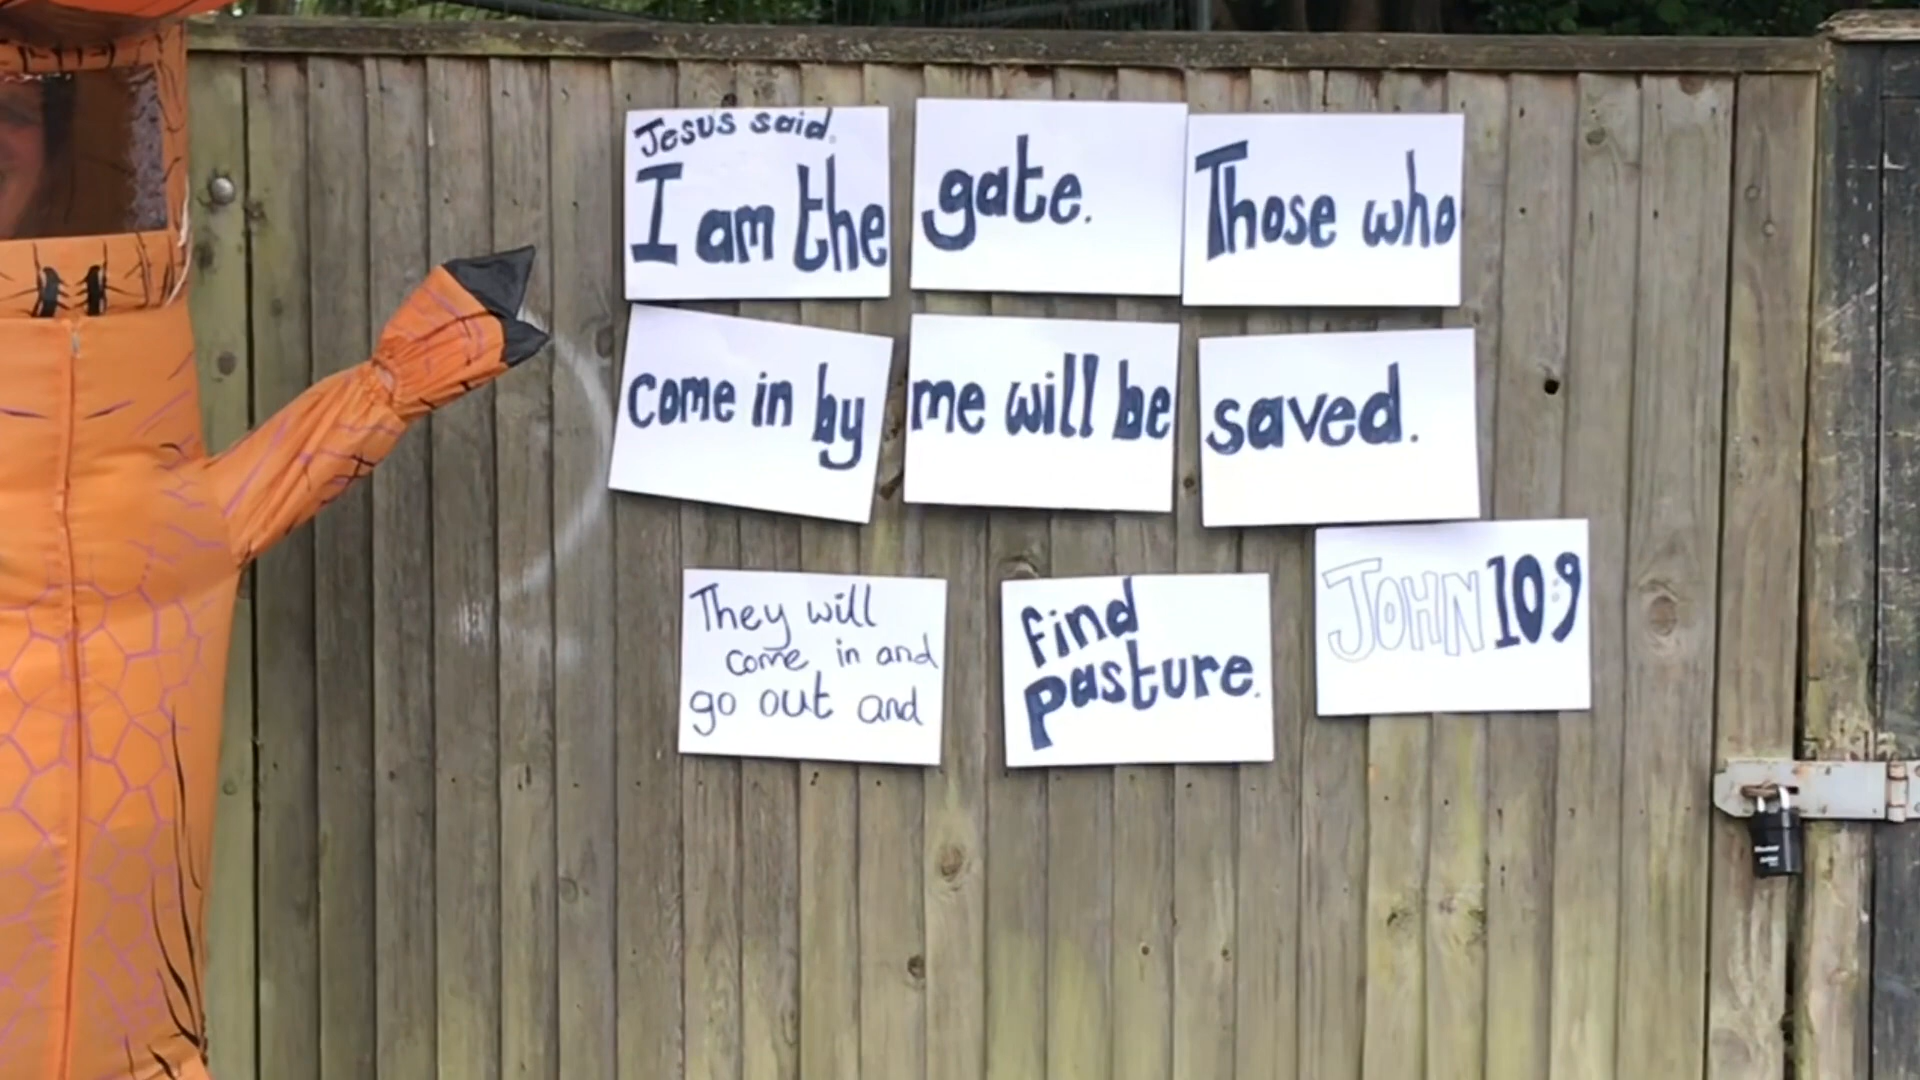 Jesus said.
I am the
gate.
Those who
come in by
me will be
saved.
They will
come in and
go out and
find
pasture.
JOHN 10:9